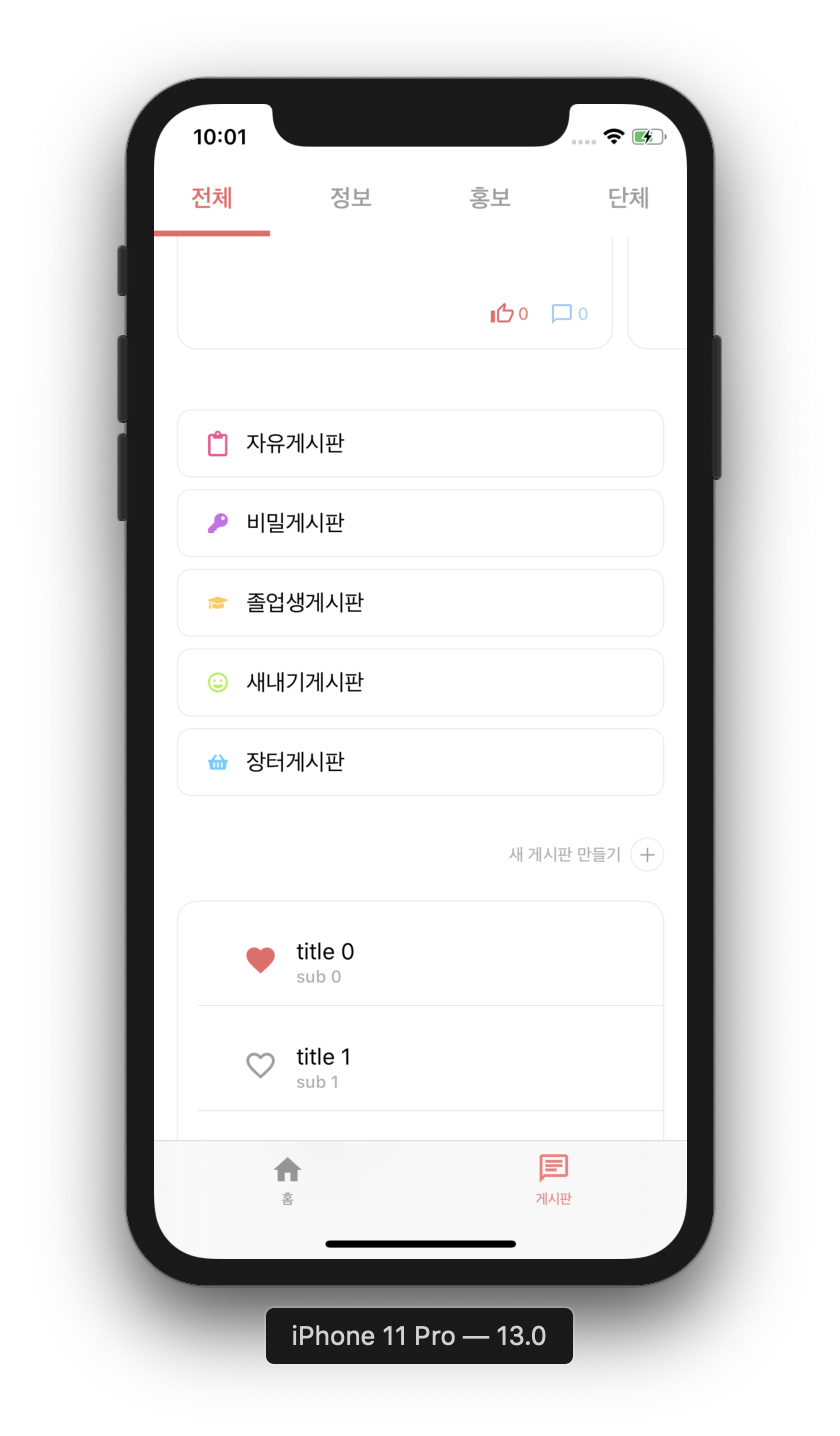 10:01
전체 정보 홍보 단체
0 0
자유게시판
비밀게시판
졸업생게시판
새내기게시판
장터게시판
새 게시판 만들기
title 0
sub 0
title 1
sub 1
홈 게시판
iPhone 11 Pro — 13.0